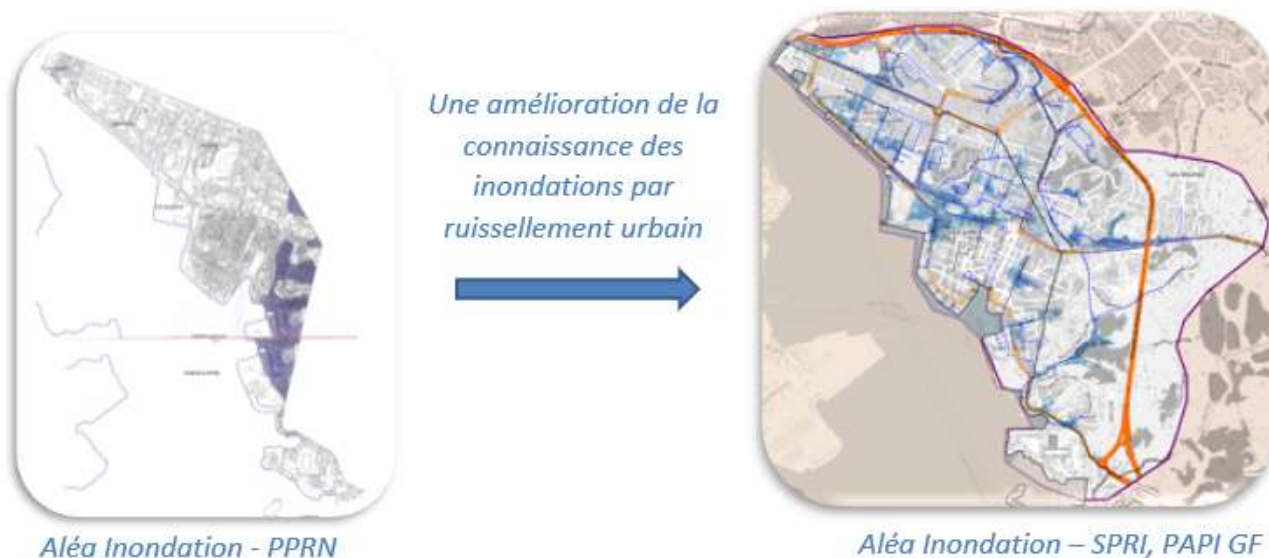 Une amélioration de la
connaissance des
inondations par
ruissellement urbain
Aléa Inondation - PPRN
Aléa Inondation – SPRI, PAPI GF